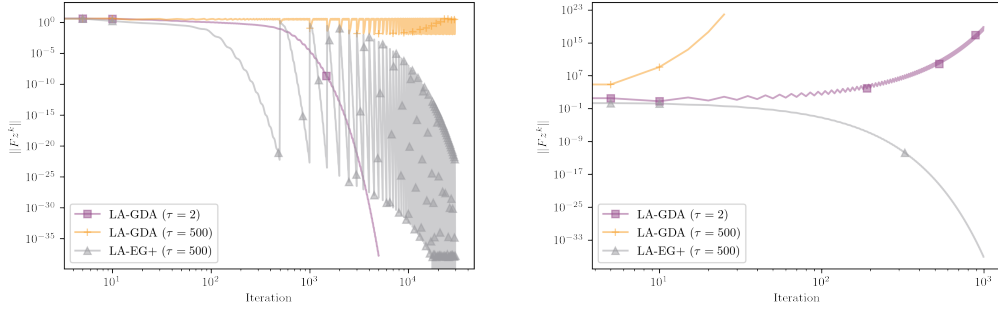 10^0
10^-5
10^-10
10^-15
10^-20
10^-25
10^-30
10^-35
||Fz^k||
LA-GDA (τ = 2)
LA-GDA (τ = 500)
LA-EG+ (τ = 500)
10^1
10^2
10^3
10^4
Iteration
10^23
10^15
10^7
10^-1
10^-9
10^-17
10^-25
10^-33
||Fz^k||
LA-GDA (τ = 2)
LA-GDA (τ = 500)
LA-EG+ (τ = 500)
10^1
10^2
10^3
Iteration